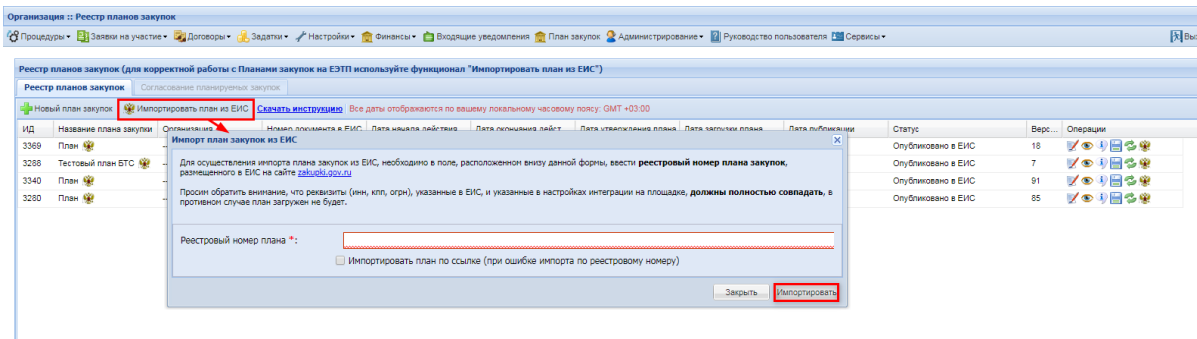 Организация :: Реестр планов закупок
Процедуры Заявки на участие Договоры Задатки Настройки Финансы Входящие уведомления План закупок Администрирование Руководство пользователя Сервисы
Реестр планов закупок (для корректной работы с Планами закупок на ЕЭТП используйте функционал "Импортировать план из ЕИС")
Реестр планов закупок Согласование планируемых закупок
Новый план закупок Импортировать план из ЕИС Скачать инструкцию Все даты отображаются по вашему локальному часовому поясу: GMT +03:00
ИД Название плана закупки Организация Номер документа в ЕИС Дата начала действия Дата окончания дейст... Дата утверждения плана Дата загрузки плана Дата публикации Статус Верс... Операции
3369 План Опубликовано в ЕИС 18
3288 Тестовый план БТС Опубликовано в ЕИС 7
3340 План Опубликовано в ЕИС 91
3280 План Опубликовано в ЕИС 85
Импорт план закупок из ЕИС
Для осуществления импорта плана закупок из ЕИС, необходимо в поле, расположенном внизу данной формы, ввести реестровый номер плана закупок,
размещенного в ЕИС на сайте zakupki.gov.ru
Просим обратить внимание, что реквизиты (инн, кпп, огрн), указанные в ЕИС, и указанные в настройках интеграции на площадке, должны полностью совпадать, в
противном случае план загружен не будет.
Реестровый номер плана *:
Импортировать план по ссылке (при ошибке импорта по реестровому номеру)
Закрыть Импортировать